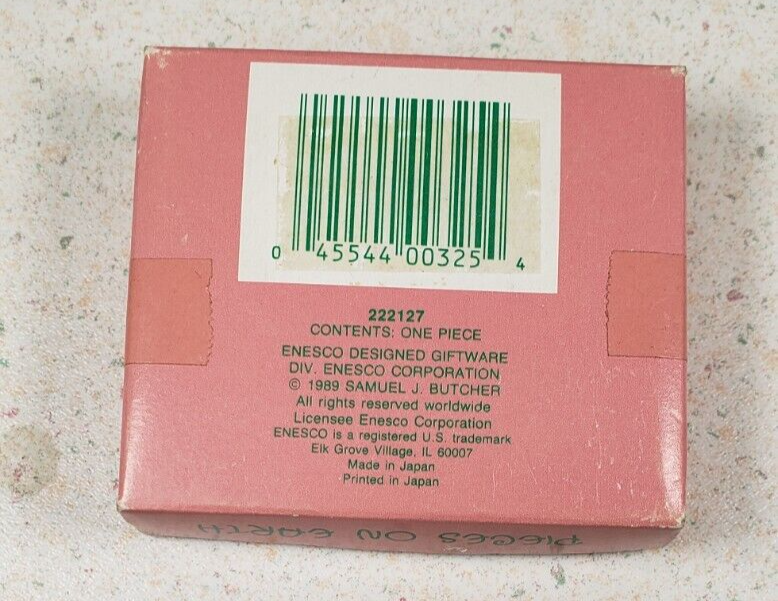 0 45544 00325 4
222127
CONTENTS: ONE PIECE
ENESCO DESIGNED GIFTWARE
DIV. ENESCO CORPORATION
© 1989 SAMUEL J. BUTCHER
All rights reserved worldwide
Licensee Enesco Corporation
ENESCO is a registered U.S. trademark
Elk Grove Village, IL 60007
Made in Japan
Printed in Japan
PIECES ON EARTH